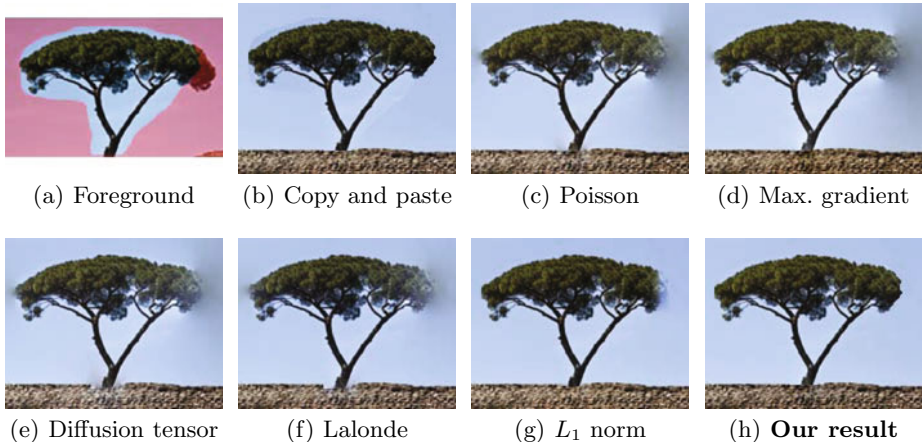 (a) Foreground
(b) Copy and paste
(c) Poisson
(d) Max. gradient
(e) Diffusion tensor
(f) Lalonde
(g) L₁ norm
(h) Our result